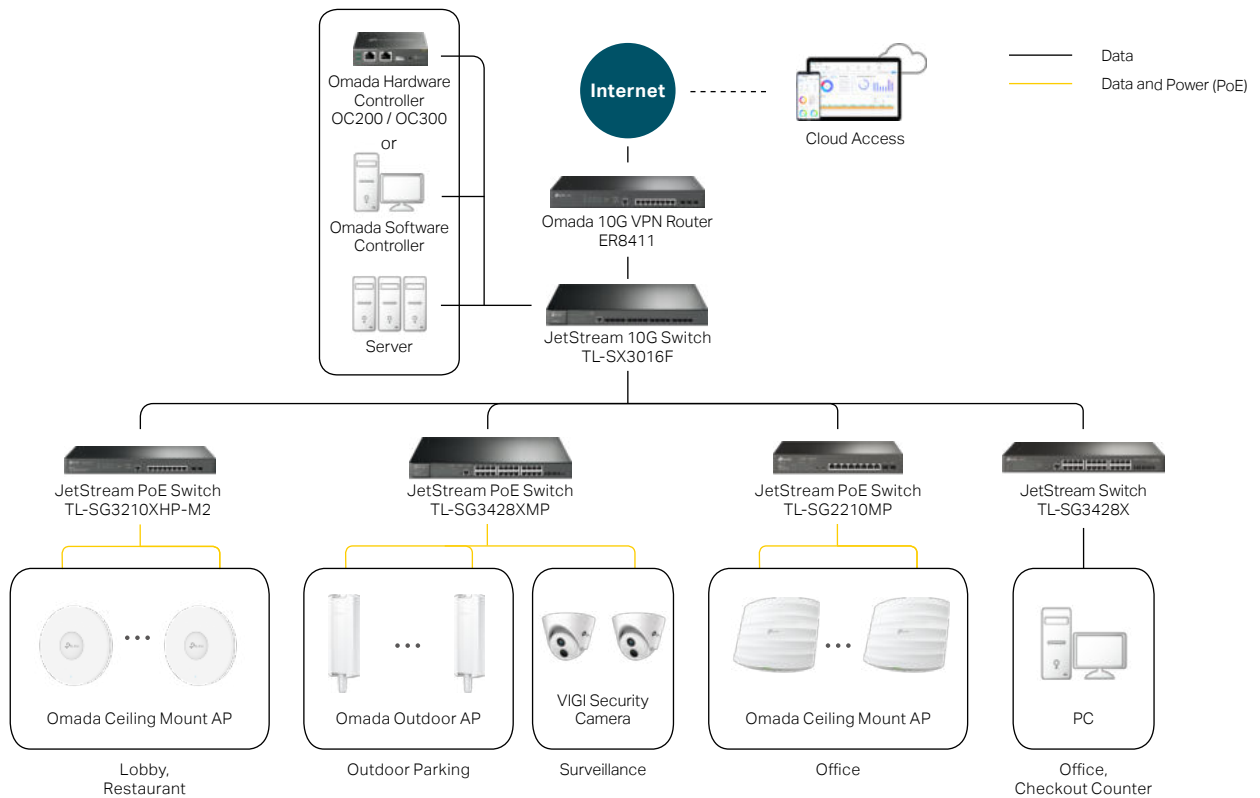 Omada Hardware
Controller
OC200 / OC300
or
Omada Software
Controller
Server
Internet
Cloud Access
Data
Data and Power (PoE)
Omada 10G VPN Router
ER8411
JetStream 10G Switch
TL-SX3016F
JetStream PoE Switch
TL-SG3210XHP-M2
JetStream PoE Switch
TL-SG3428XMP
JetStream PoE Switch
TL-SG2210MP
JetStream Switch
TL-SG3428X
Omada Ceiling Mount AP
Omada Outdoor AP
VIGI Security
Camera
Omada Ceiling Mount AP
PC
Lobby,
Restaurant
Outdoor Parking
Surveillance
Office
Office,
Checkout Counter